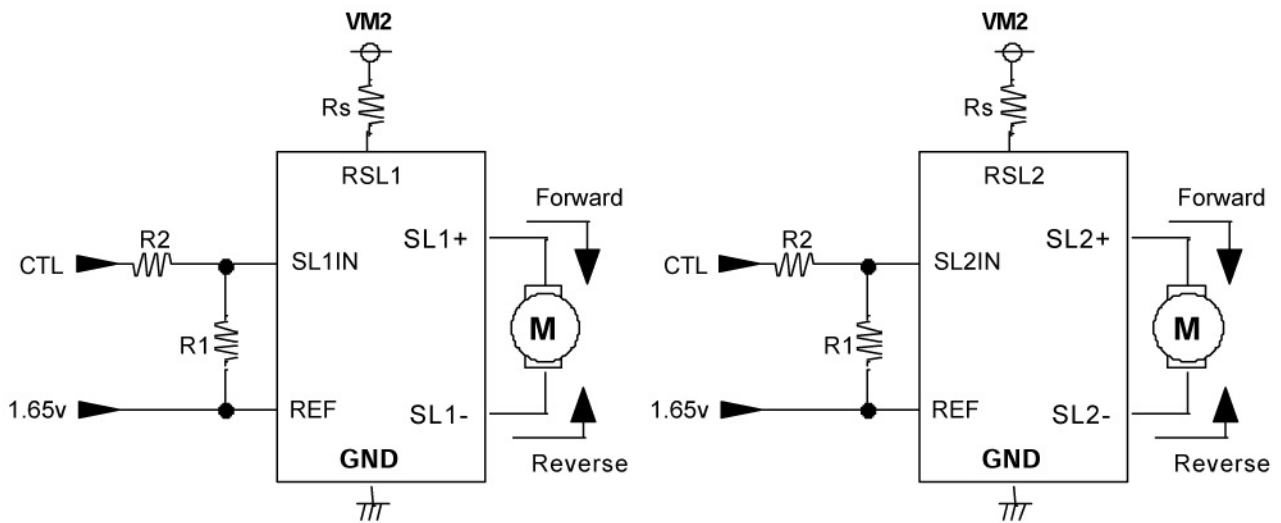 VM2
Rs
RSL1
Forward
SL1+
R2
CTL
SL1IN
M
R1
1.65v
REF
SL1-
GND
Reverse
VM2
Rs
RSL2
Forward
SL2+
R2
CTL
SL2IN
M
R1
1.65v
REF
SL2-
GND
Reverse